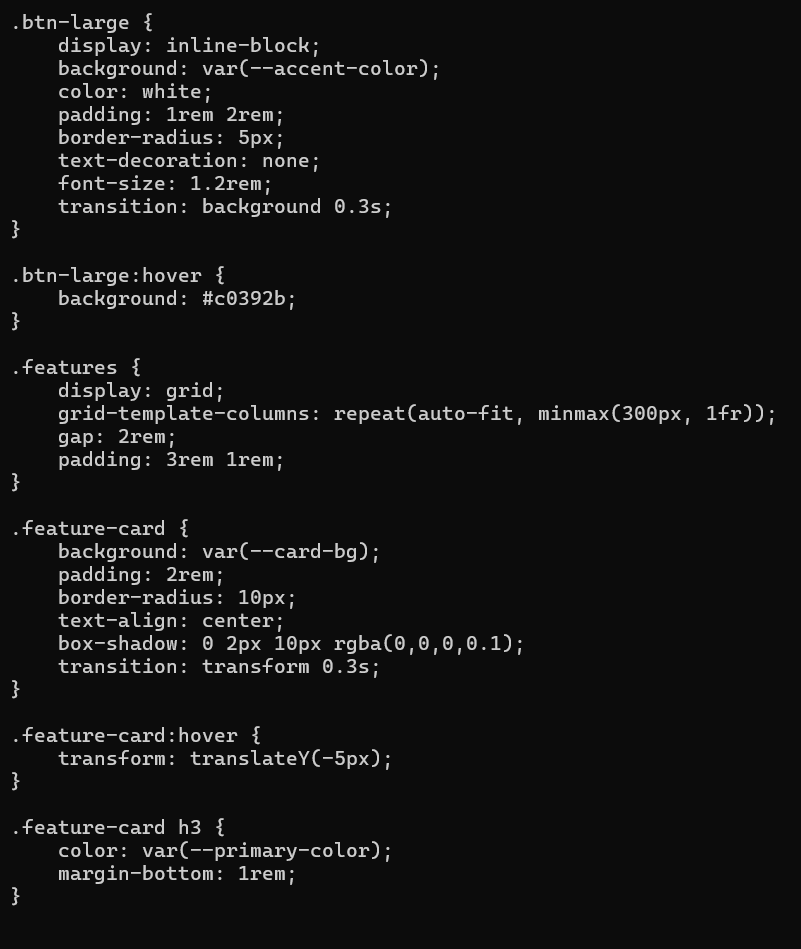 .btn-large {
    display: inline-block;
    background: var(--accent-color);
    color: white;
    padding: 1rem 2rem;
    border-radius: 5px;
    text-decoration: none;
    font-size: 1.2rem;
    transition: background 0.3s;
}

.btn-large:hover {
    background: #c0392b;
}

.features {
    display: grid;
    grid-template-columns: repeat(auto-fit, minmax(300px, 1fr));
    gap: 2rem;
    padding: 3rem 1rem;
}

.feature-card {
    background: var(--card-bg);
    padding: 2rem;
    border-radius: 10px;
    text-align: center;
    box-shadow: 0 2px 10px rgba(0,0,0,0.1);
    transition: transform 0.3s;
}

.feature-card:hover {
    transform: translateY(-5px);
}

.feature-card h3 {
    color: var(--primary-color);
    margin-bottom: 1rem;
}